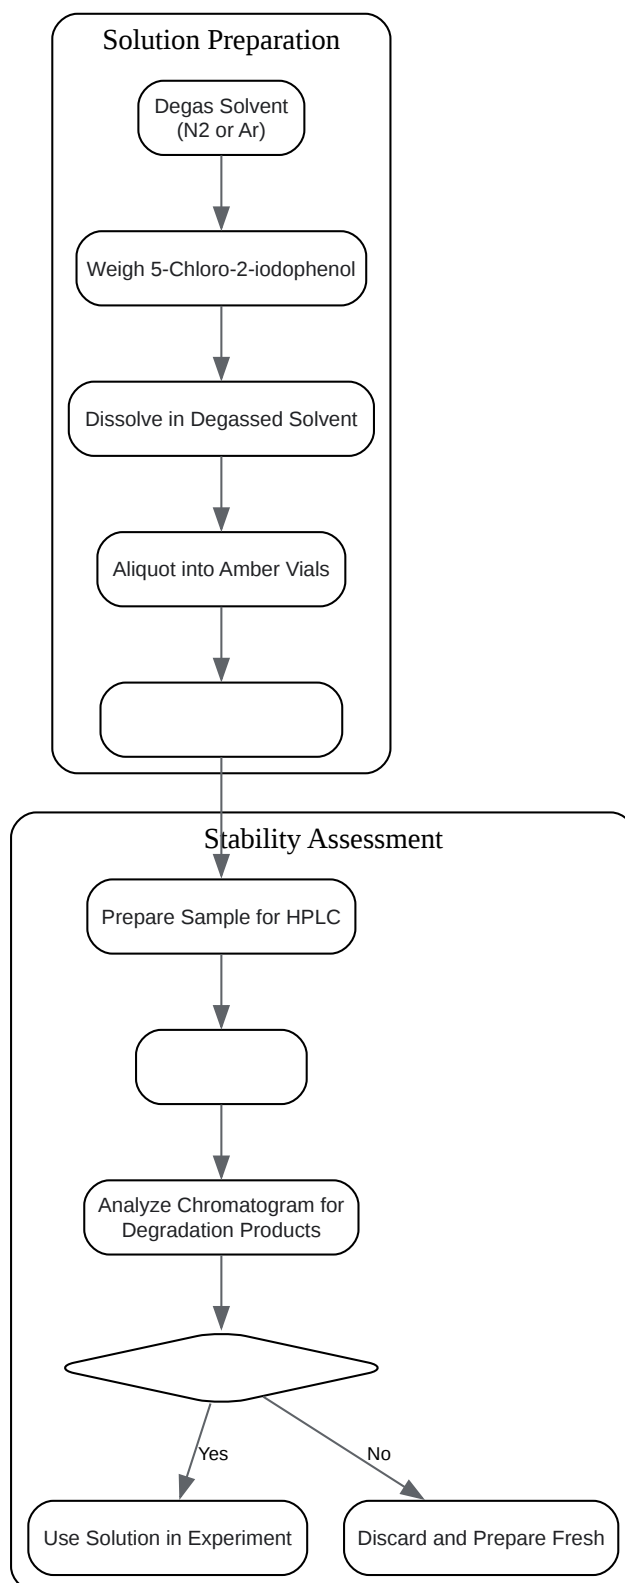 Solution Preparation
Degas Solvent
(N2 or Ar)
Weigh 5-Chloro-2-iodophenol
Dissolve in Degassed Solvent
Aliquot into Amber Vials
Stability Assessment
Prepare Sample for HPLC
Analyze Chromatogram for
Degradation Products
Yes
No
Use Solution in Experiment
Discard and Prepare Fresh